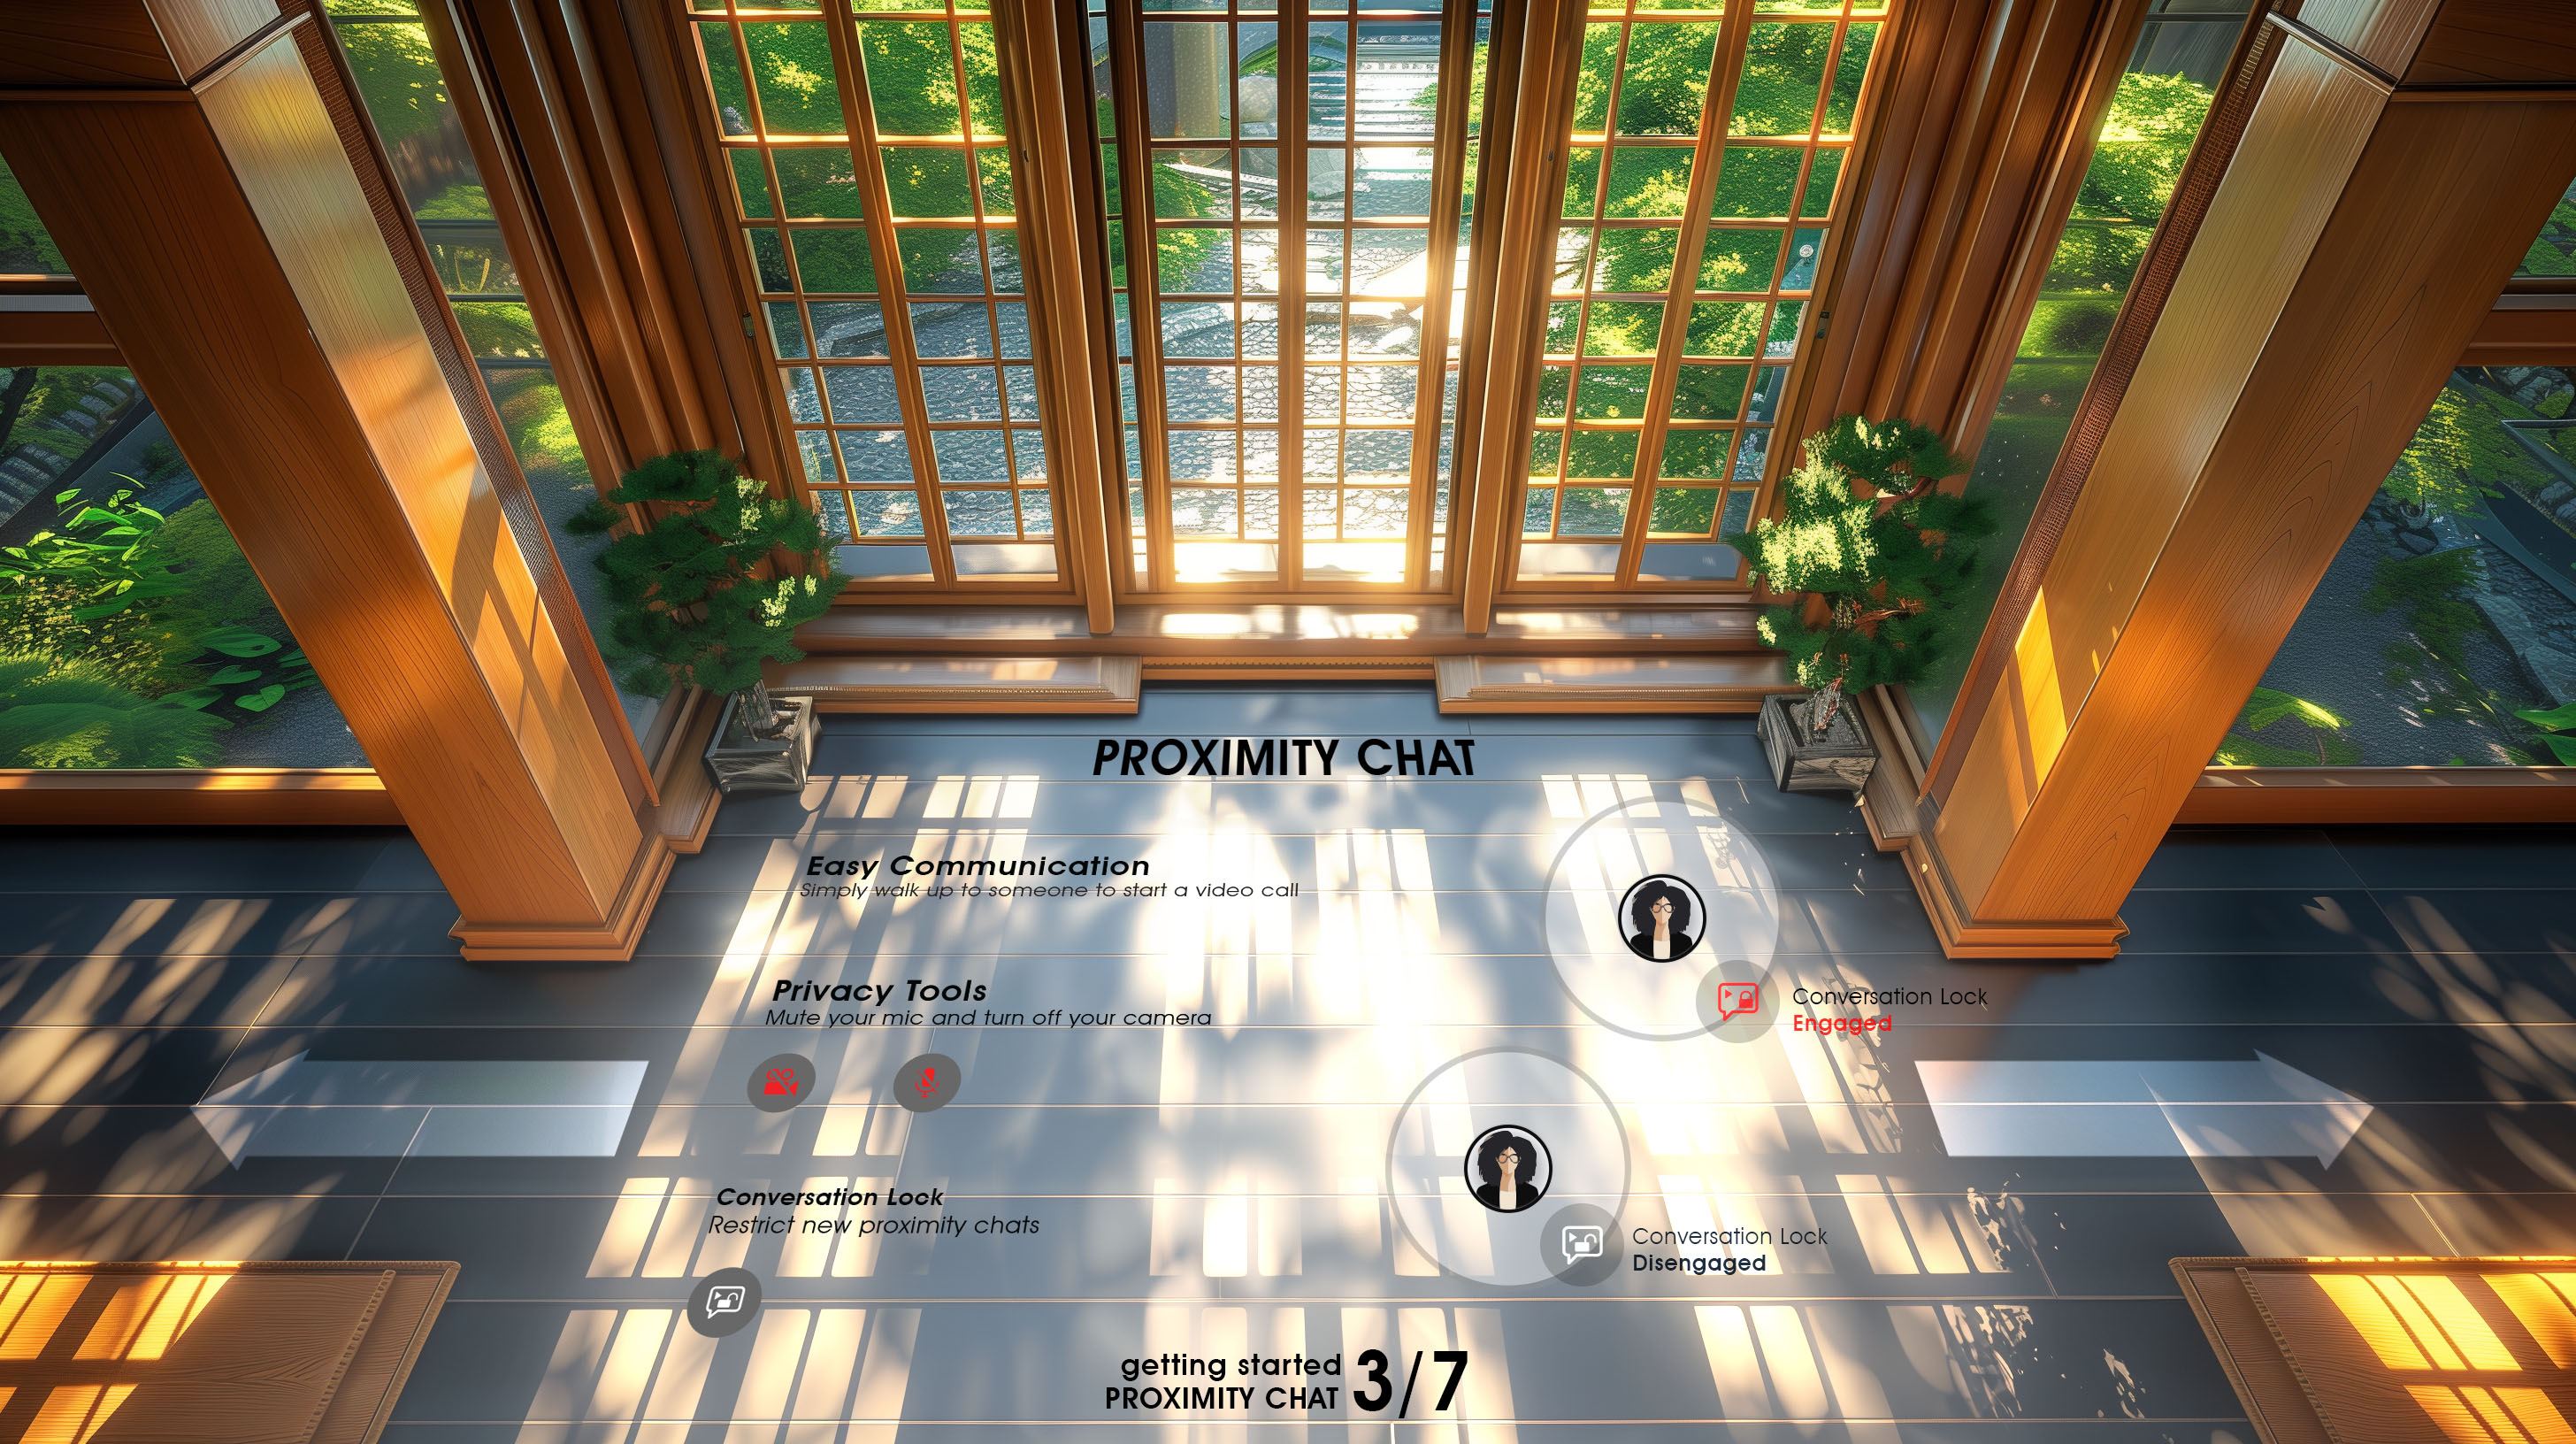 PROXIMITY CHAT
Easy Communication
Simply walk up to someone to start a video call
Privacy Tools
Mute your mic and turn off your camera
Conversation Lock
Engaged
Conversation Lock
Restrict new proximity chats
Conversation Lock
Disengaged
getting started
PROXIMITY CHAT
3/7